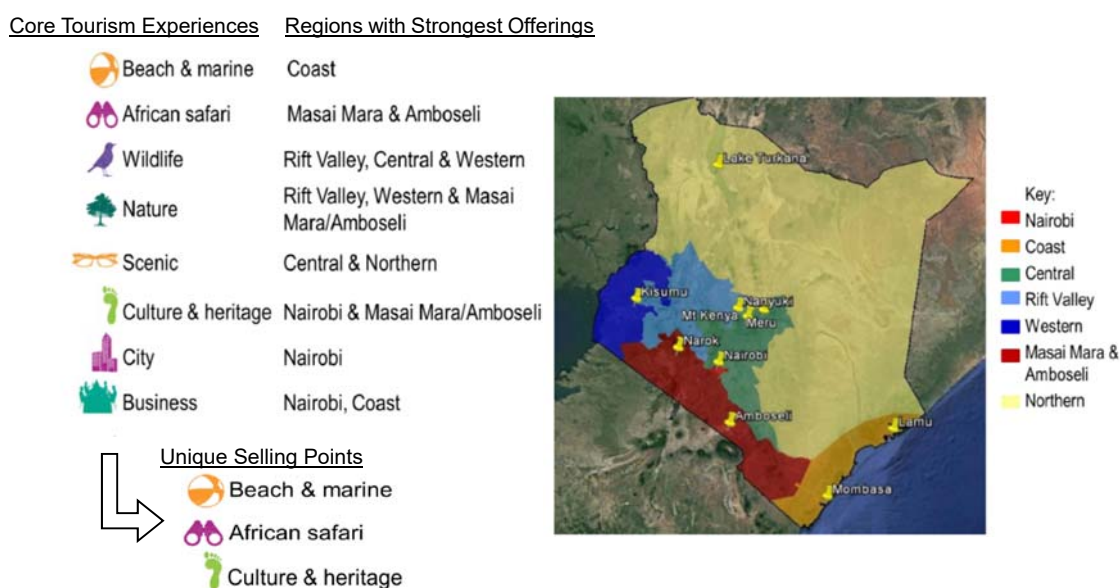 Core Tourism Experiences
Regions with Strongest Offerings
Beach & marine
Coast
African safari
Masai Mara & Amboseli
Wildlife
Rift Valley, Central & Western
Nature
Rift Valley, Western & Masai
Mara/Amboseli
Scenic
Central & Northern
Culture & heritage
Nairobi & Masai Mara/Amboseli
City
Nairobi
Business
Nairobi, Coast
Unique Selling Points
Beach & marine
African safari
Culture & heritage
Lake Turkana
Kisumu
Nanyuki
Mt Kenya
Meru
Narok
Nairobi
Amboseli
Lamu
Mombasa
Key:
Nairobi
Coast
Central
Rift Valley
Western
Masai Mara &
Amboseli
Northern